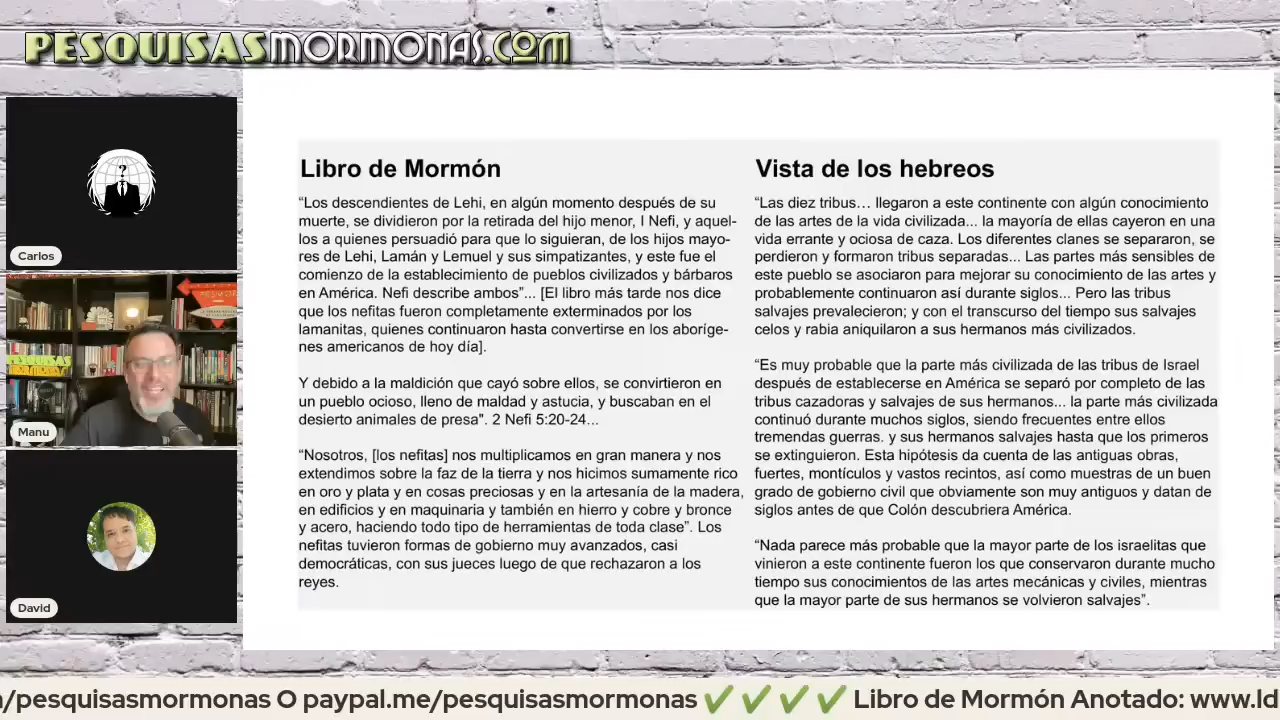 PESQUISASMORMONAS.COM
Carlos
Manu
David
Libro de Mormón
“Los descendientes de Lehi, en algún momento después de su
muerte, se dividieron por la retirada del hijo menor, I Nefi, y aquel-
los a quienes persuadió para que lo siguieran, de los hijos mayo-
res de Lehi, Lamán y Lemuel y sus simpatizantes, y este fue el
comienzo de la establecimiento de pueblos civilizados y bárbaros
en América. Nefi describe ambos”... [El libro más tarde nos dice
que los nefitas fueron completamente exterminados por los
lamanitas, quienes continuaron hasta convertirse en los aboríge-
nes americanos de hoy día].
Y debido a la maldición que cayó sobre ellos, se convirtieron en
un pueblo ocioso, lleno de maldad y astucia, y buscaban en el
desierto animales de presa". 2 Nefi 5:20-24...
“Nosotros, [los nefitas] nos multiplicamos en gran manera y nos
extendimos sobre la faz de la tierra y nos hicimos sumamente rico
en oro y plata y en cosas preciosas y en la artesanía de la madera,
en edificios y en maquinaria y también en hierro y cobre y bronce
y acero, haciendo todo tipo de herramientas de toda clase”. Los
nefitas tuvieron formas de gobierno muy avanzados, casi
democráticas, con sus jueces luego de que rechazaron a los
reyes.
Vista de los hebreos
“Las diez tribus… llegaron a este continente con algún conocimiento
de las artes de la vida civilizada... la mayoría de ellas cayeron en una
vida errante y ociosa de caza. Los diferentes clanes se separaron, se
perdieron y formaron tribus separadas... Las partes más sensibles de
este pueblo se asociaron para mejorar su conocimiento de las artes y
probablemente continuaron así durante siglos... Pero las tribus
salvajes prevalecieron; y con el transcurso del tiempo sus salvajes
celos y rabia aniquilaron a sus hermanos más civilizados.
“Es muy probable que la parte más civilizada de las tribus de Israel
después de establecerse en América se separó por completo de las
tribus cazadoras y salvajes de sus hermanos... la parte más civilizada
continuó durante muchos siglos, siendo frecuentes entre ellos
tremendas guerras. y sus hermanos salvajes hasta que los primeros
se extinguieron. Esta hipótesis da cuenta de las antiguas obras,
fuertes, montículos y vastos recintos, así como muestras de un buen
grado de gobierno civil que obviamente son muy antiguos y datan de
siglos antes de que Colón descubriera América.
“Nada parece más probable que la mayor parte de los israelitas que
vinieron a este continente fueron los que conservaron durante mucho
tiempo sus conocimientos de las artes mecánicas y civiles, mientras
que la mayor parte de sus hermanos se volvieron salvajes”.
/pesquisasmormonas O paypal.me/pesquisasmormonas ✔✔✔✔ Libro de Mormón Anotado: www.ld